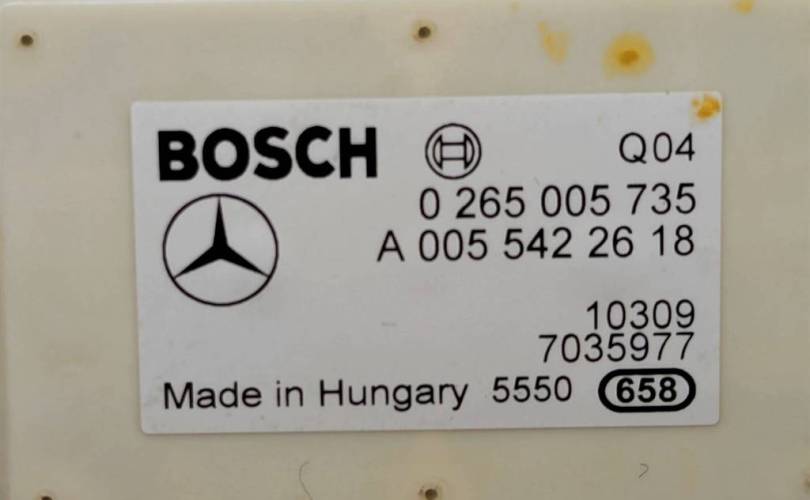 BOSCH Q04
0 265 005 735
A 005 542 26 18
10309
7035977
Made in Hungary 5550 658